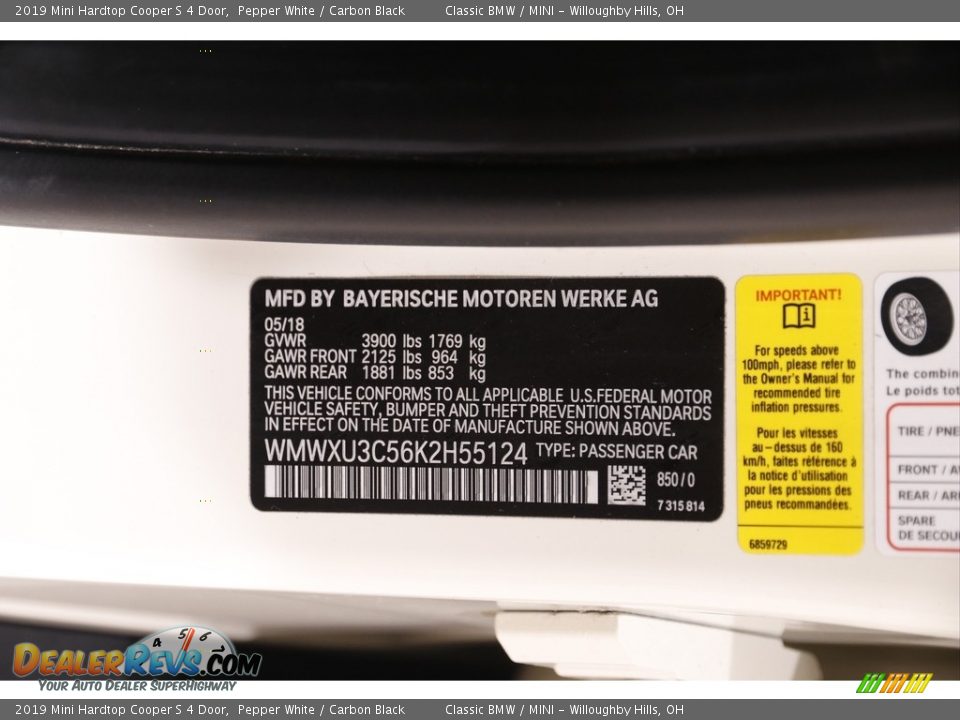 2019 Mini Hardtop Cooper S 4 Door, Pepper White / Carbon Black Classic BMW / MINI - Willoughby Hills, OH
MFD BY BAYERISCHE MOTOREN WERKE AG
05/18
GVWR 3900 lbs 1769 kg
GAWR FRONT 2125 lbs 964 kg
GAWR REAR 1881 lbs 853 kg
THIS VEHICLE CONFORMS TO ALL APPLICABLE U.S.FEDERAL MOTOR
VEHICLE SAFETY, BUMPER AND THEFT PREVENTION STANDARDS
IN EFFECT ON THE DATE OF MANUFACTURE SHOWN ABOVE.
WMWXU3C56K2H55124 TYPE: PASSENGER CAR
850/0
7315814
IMPORTANT!
For speeds above
100mph, please refer to
the Owner's Manual for
recommended tire
inflation pressures.
Pour les vitesses
au-dessus de 160
km/h, faites référence à
la notice d'utilisation
pour les pressions des
pneus recommandées.
6859729
The combin
Le poids tot
TIRE / PNE
FRONT / A
REAR / ARI
SPARE
DE SECOU
4 5 6
DEALERREVS.COM
YOUR AUTO DEALER SUPERHIGHWAY
2019 Mini Hardtop Cooper S 4 Door, Pepper White / Carbon Black Classic BMW / MINI - Willoughby Hills, OH